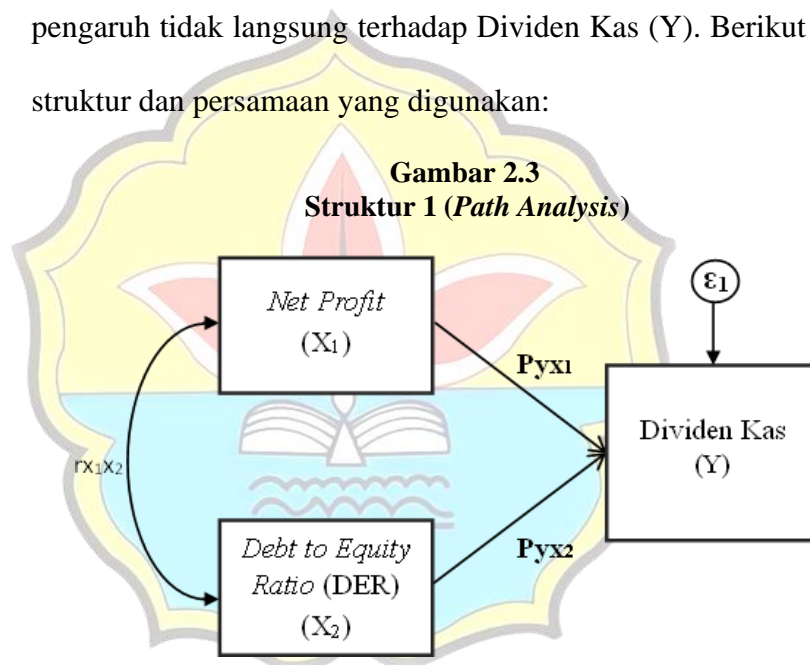 pengaruh tidak langsung terhadap Dividen Kas (Y). Berikut
struktur dan persamaan yang digunakan:
Gambar 2.3
Struktur 1 (Path Analysis)
ε1
Net Profit
(X1)
Pyx1
Dividen Kas
(Y)
rx1x2
Debt to Equity
Ratio (DER)
(X2)
Pyx2